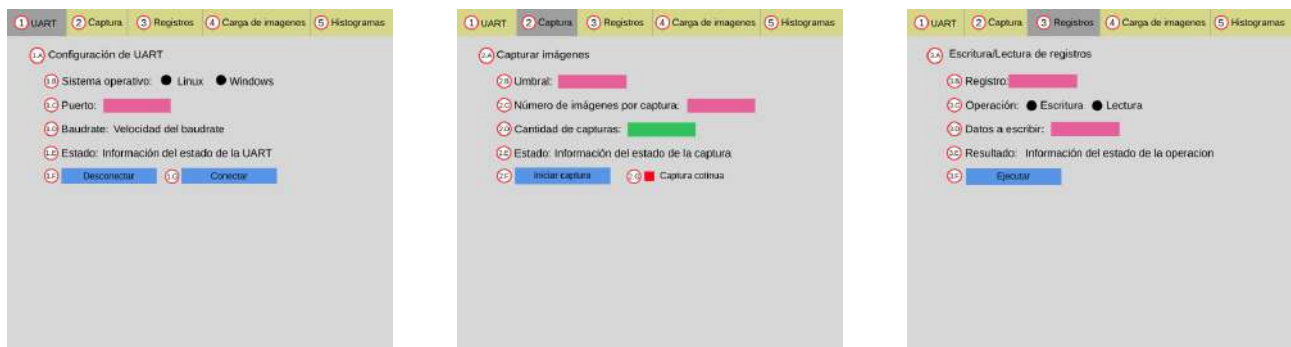 1 UART 2 Captura 3 Registros 4 Carga de imagenes 5 Histogramas
1.A Configuración de UART
1.B Sistema operativo: Linux Windows
1.C Puerto:
1.D Baudrate: Velocidad del baudrate
1.E Estado: Información del estado de la UART
1.F Desconectar 1.G Conectar
1 UART 2 Captura 3 Registros 4 Carga de imagenes 5 Histogramas
2.A Capturar imágenes
2.B Umbral:
2.C Número de imágenes por captura:
2.D Cantidad de capturas:
2.E Estado: Información del estado de la captura
2.F Iniciar captura 2.G Captura cotinua
1 UART 2 Captura 3 Registros 4 Carga de imagenes 5 Histogramas
3.A Escritura/Lectura de registros
3.B Registro:
3.C Operación: Escritura Lectura
3.D Datos a escribir:
3.E Resultado: Información del estado de la operacion
3.F Ejecutar